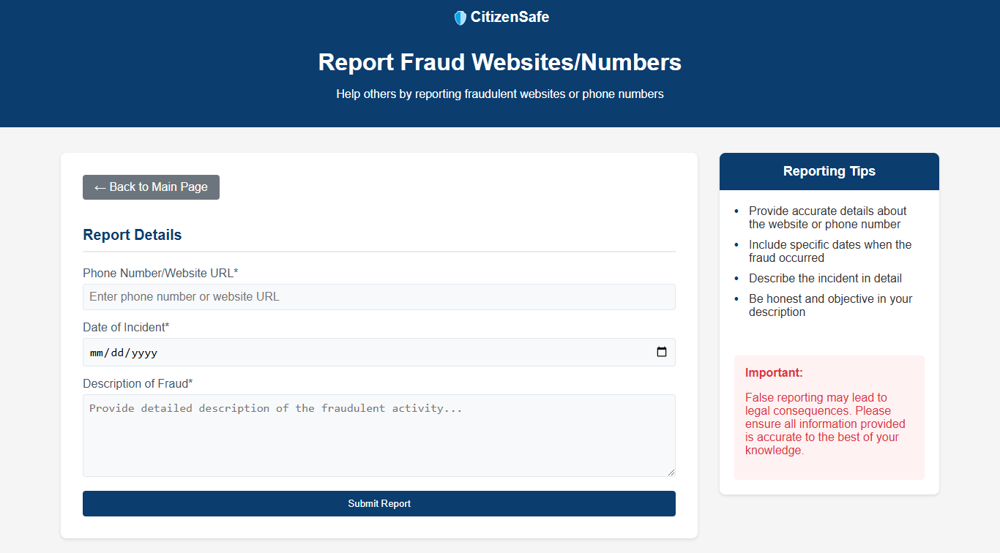 CitizenSafe
Report Fraud Websites/Numbers
Help others by reporting fraudulent websites or phone numbers
← Back to Main Page
Report Details
Phone Number/Website URL*
Enter phone number or website URL
Date of Incident*
mm/dd/yyyy
Description of Fraud*
Provide detailed description of the fraudulent activity...
Submit Report
Reporting Tips
• Provide accurate details about
the website or phone number
• Include specific dates when the
fraud occurred
• Describe the incident in detail
• Be honest and objective in your
description
Important:
False reporting may lead to
legal consequences. Please
ensure all information provided
is accurate to the best of your
knowledge.